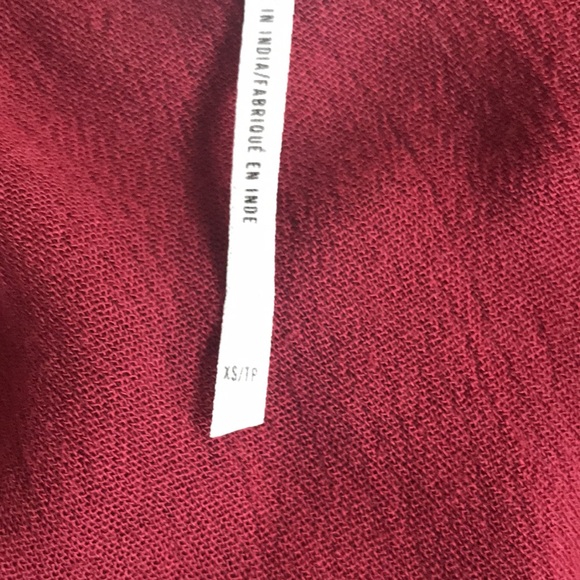 IN INDIA/FABRIQUÉ EN INDE
XS/TP